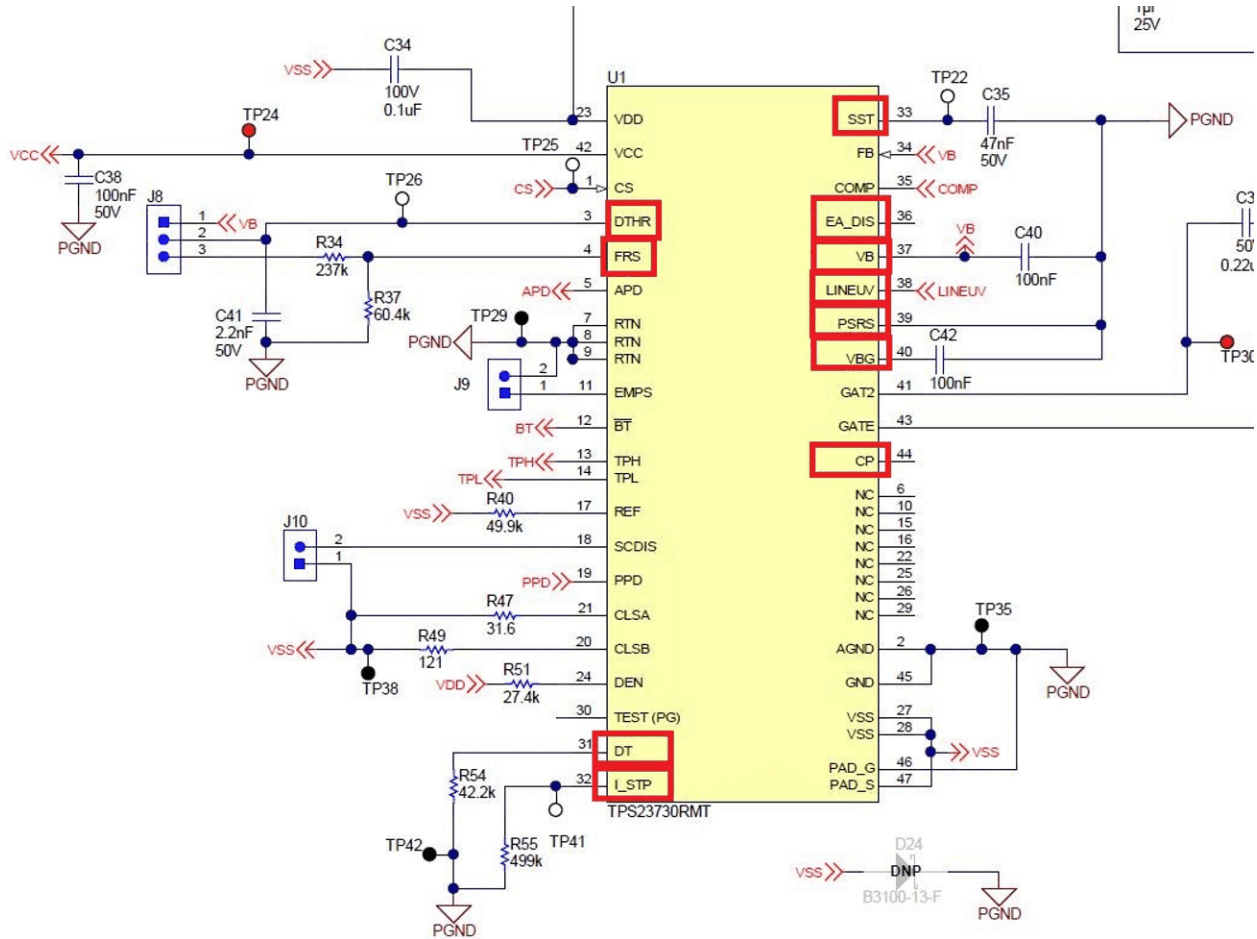 1µF
25V
C34
VSS
100V
0.1uF
U1
TP22
C35
23
VDD
SST
33
47nF
50V
PGND
TP24
VCC
42
VCC
TP25
FB
34
VB
C38
100nF
50V
PGND
CS
1
CS
COMP
35
COMP
J8
TP26
1
VB
2
3
3
DTHR
EA_DIS
36
VB
R34
237k
4
FRS
VB
37
C40
100nF
50V
0.22u
APD
5
APD
LINEUV
38
LINEUV
R37
60.4k
C41
2.2nF
50V
PGND
TP29
PGND
7
RTN
8
RTN
9
RTN
PSRS
39
VBG
40
C42
100nF
TP30
J9
2
1
11
EMPS
GAT2
41
BT
12
BT
GATE
43
TPH
13
TPH
CP
44
TPL
14
TPL
NC
6
NC
10
NC
15
NC
16
NC
22
NC
25
NC
26
NC
29
VSS
R40
49.9k
17
REF
J10
2
1
18
SCDIS
PPD
19
PPD
R47
31.6
21
CLSA
VSS
R49
121
20
CLSB
AGND
2
TP35
TP38
VDD
R51
27.4k
24
DEN
GND
45
PGND
30
TEST (PG)
VSS
27
VSS
28
VSS
31
DT
PAD_G
46
R54
42.2k
32
I_STP
PAD_S
47
TPS23730RMT
TP42
R55
499k
TP41
PGND
D24
VSS
DNP
B3100-13-F
PGND